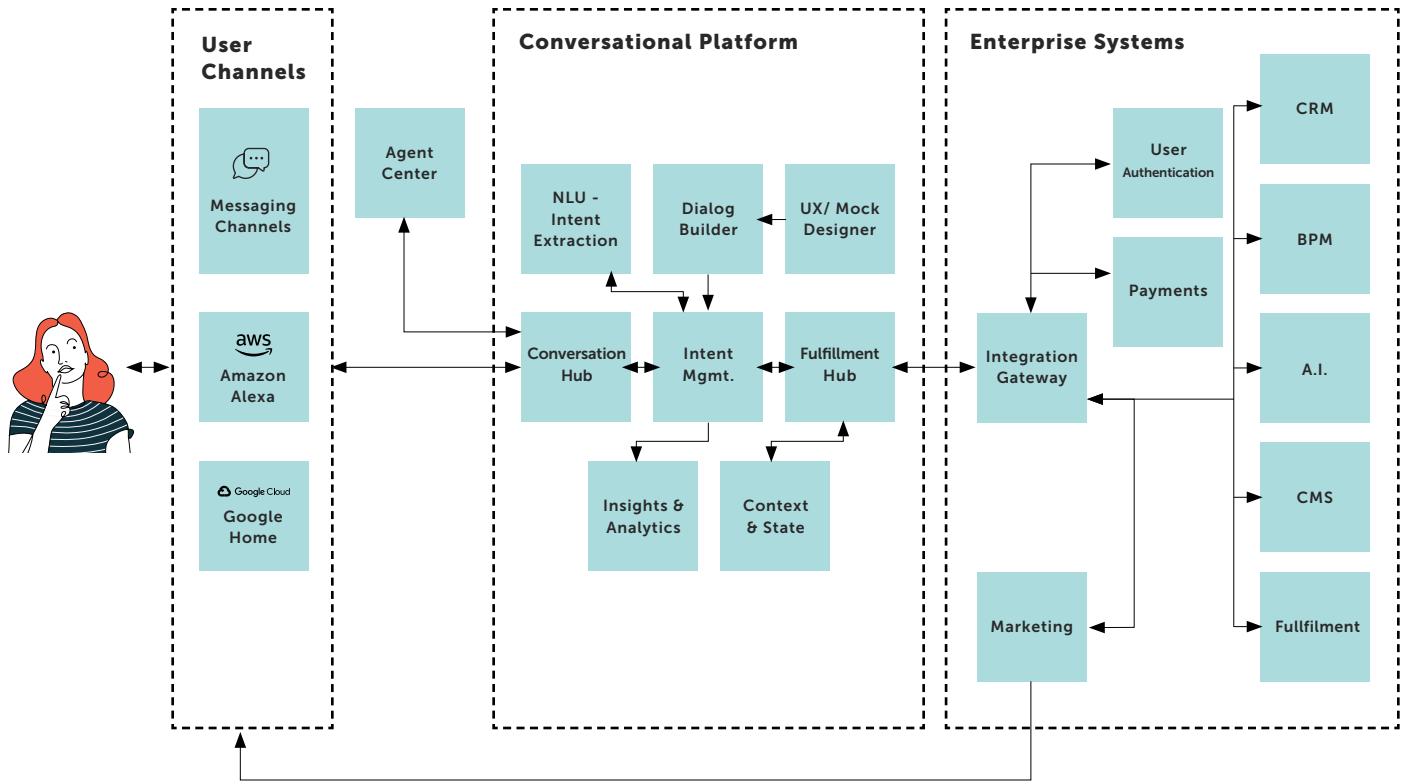 User
Channels
Messaging
Channels
aws
Amazon
Alexa
Google Cloud
Google
Home
Agent
Center
Conversational Platform
NLU -
Intent
Extraction
Dialog
Builder
UX/ Mock
Designer
Conversation
Hub
Intent
Mgmt.
Fulfillment
Hub
Insights &
Analytics
Context
& State
Enterprise Systems
User
Authentication
Payments
Integration
Gateway
Marketing
CRM
BPM
A.I.
CMS
Fullfilment